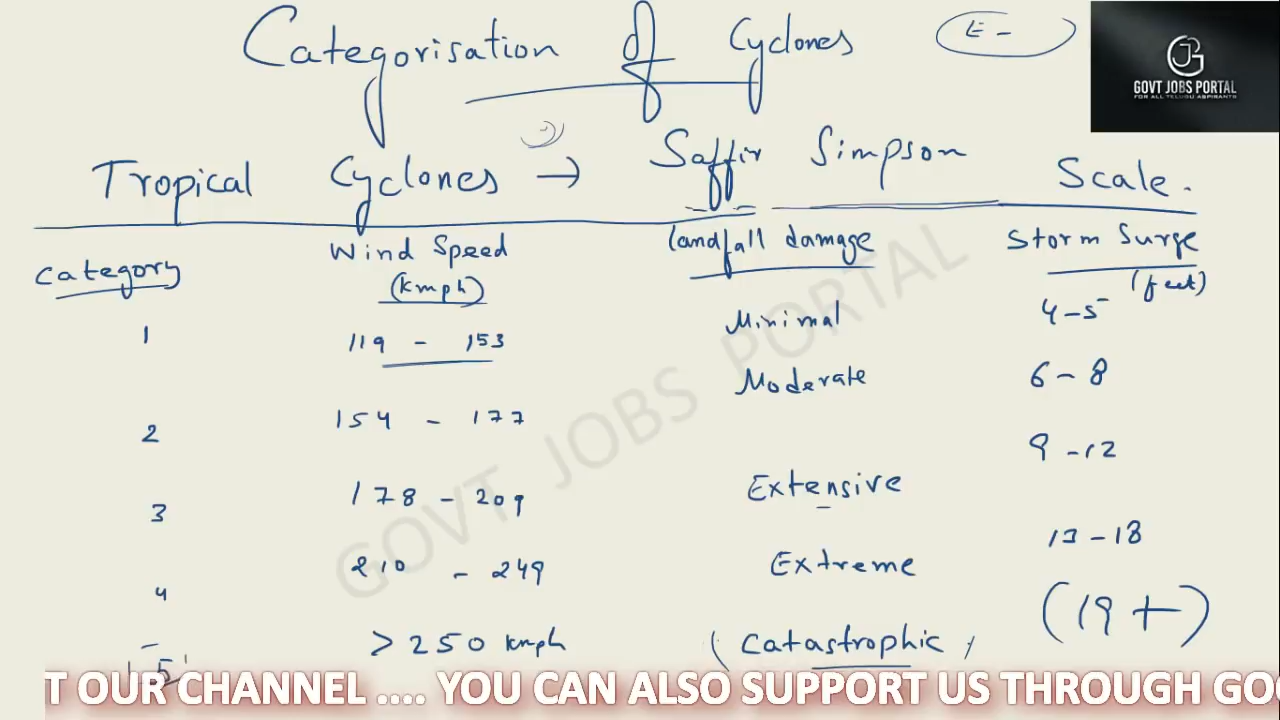 Categorisation of Cyclones E-
GOVT JOBS PORTAL
FOR ALL TELUGU ASPIRANTS
Tropical Cyclones → Saffir Simpson Scale.
Category Wind Speed (kmph) landfall damage Storm Surge (feet)
1 119 - 153 Minimal 4-5
2 154 - 177 Moderate 6-8
3 178 - 209 Extensive 9-12
4 210 - 249 Extreme 13-18
5 > 250 kmph (Catastrophic) (19+)
GOVT JOBS PORTAL
T OUR CHANNEL .... YOU CAN ALSO SUPPORT US THROUGH GO